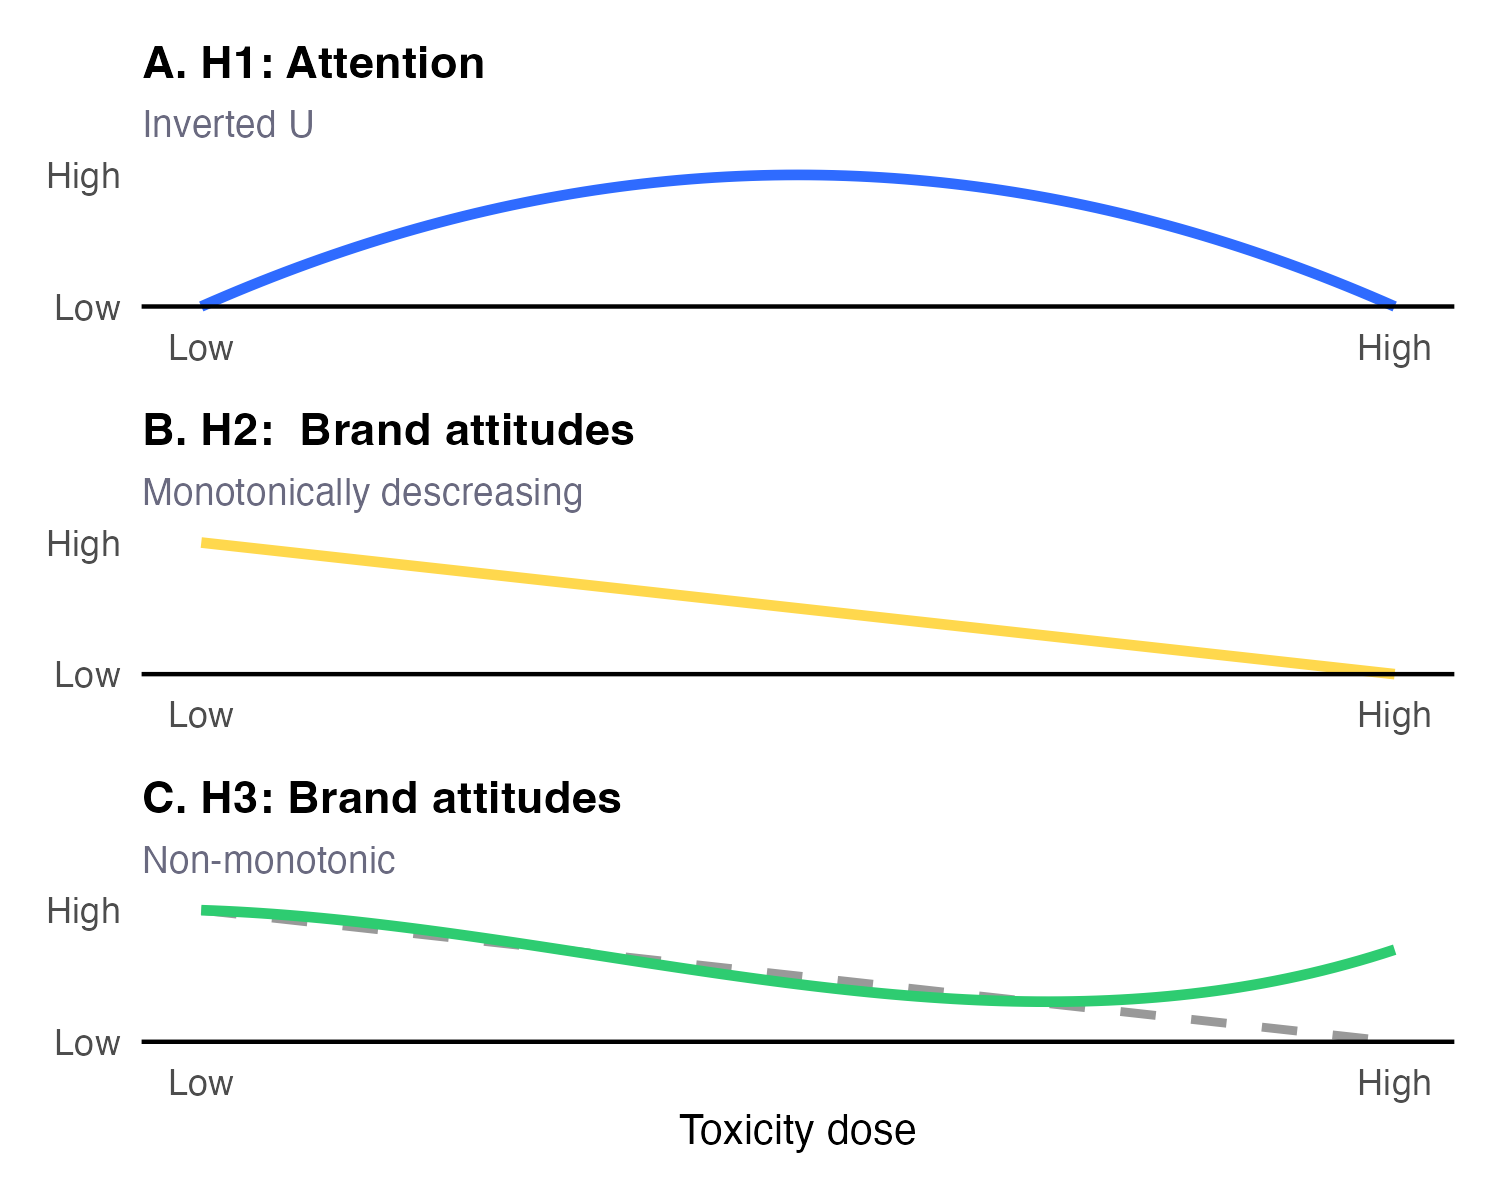 A. H1: Attention
Inverted U
High
Low
Low High
B. H2:  Brand attitudes
Monotonically descreasing
High
Low
Low High
C. H3: Brand attitudes
Non-monotonic
High
Low
Low High
Toxicity dose